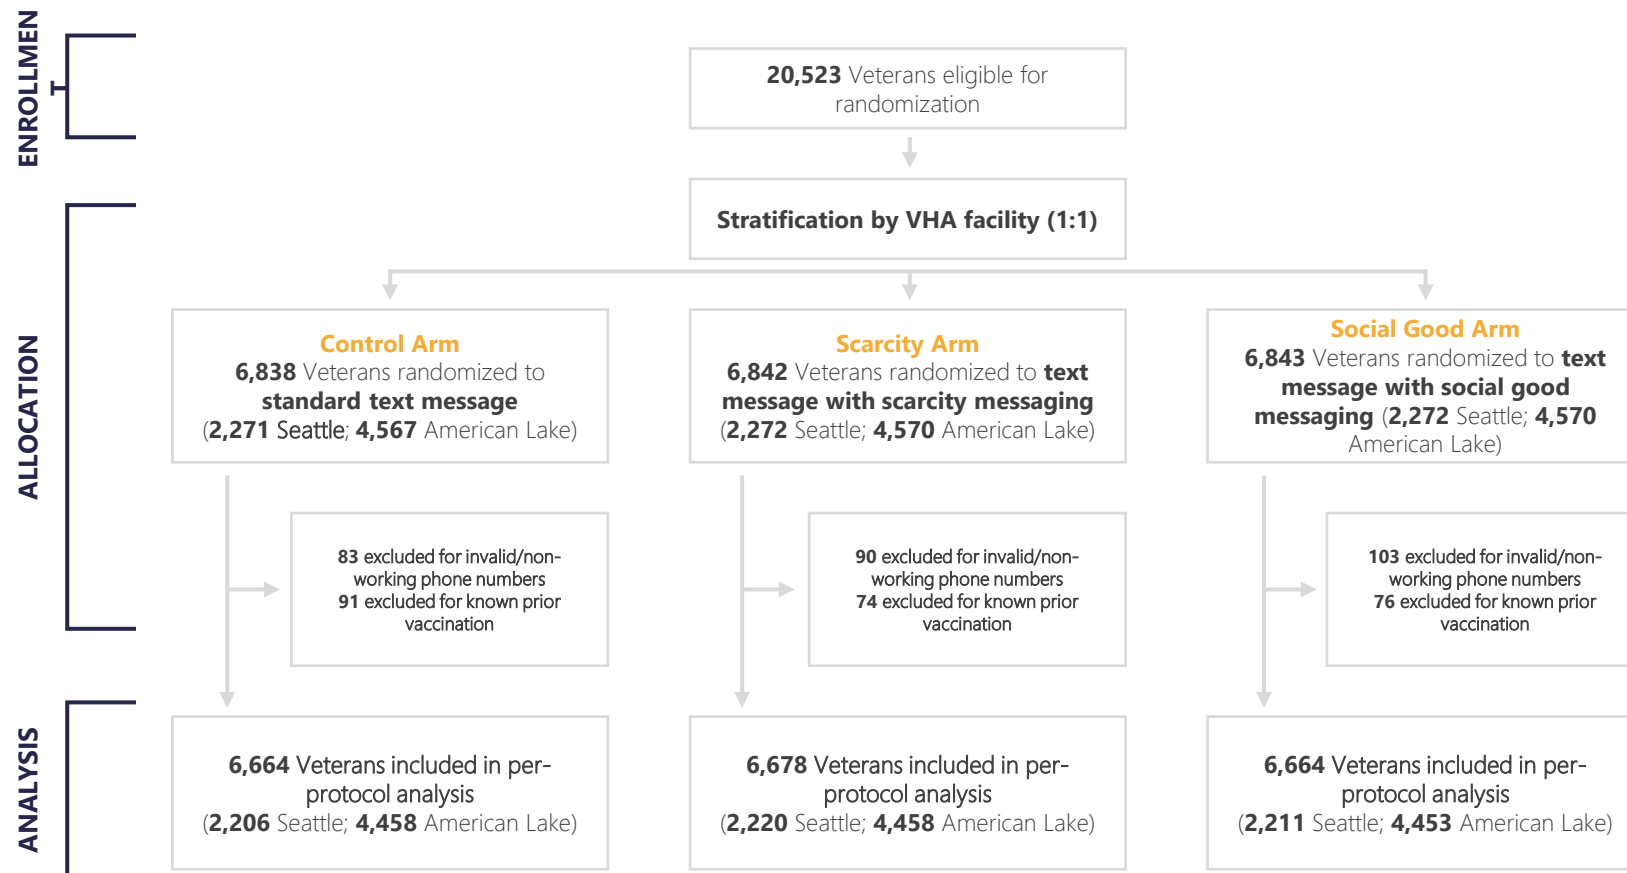 ENROLLMEN
T
20,523 Veterans eligible for
randomization
Stratification by VHA facility (1:1)
ALLOCATION
Control Arm
6,838 Veterans randomized to
standard text message
(2,271 Seattle; 4,567 American Lake)
Scarcity Arm
6,842 Veterans randomized to text
message with scarcity messaging
(2,272 Seattle; 4,570 American Lake)
Social Good Arm
6,843 Veterans randomized to text
message with social good
messaging (2,272 Seattle; 4,570
American Lake)
83 excluded for invalid/non-
working phone numbers
91 excluded for known prior
vaccination
90 excluded for invalid/non-
working phone numbers
74 excluded for known prior
vaccination
103 excluded for invalid/non-
working phone numbers
76 excluded for known prior
vaccination
ANALYSIS
6,664 Veterans included in per-
protocol analysis
(2,206 Seattle; 4,458 American Lake)
6,678 Veterans included in per-
protocol analysis
(2,220 Seattle; 4,458 American Lake)
6,664 Veterans included in per-
protocol analysis
(2,211 Seattle; 4,453 American Lake)